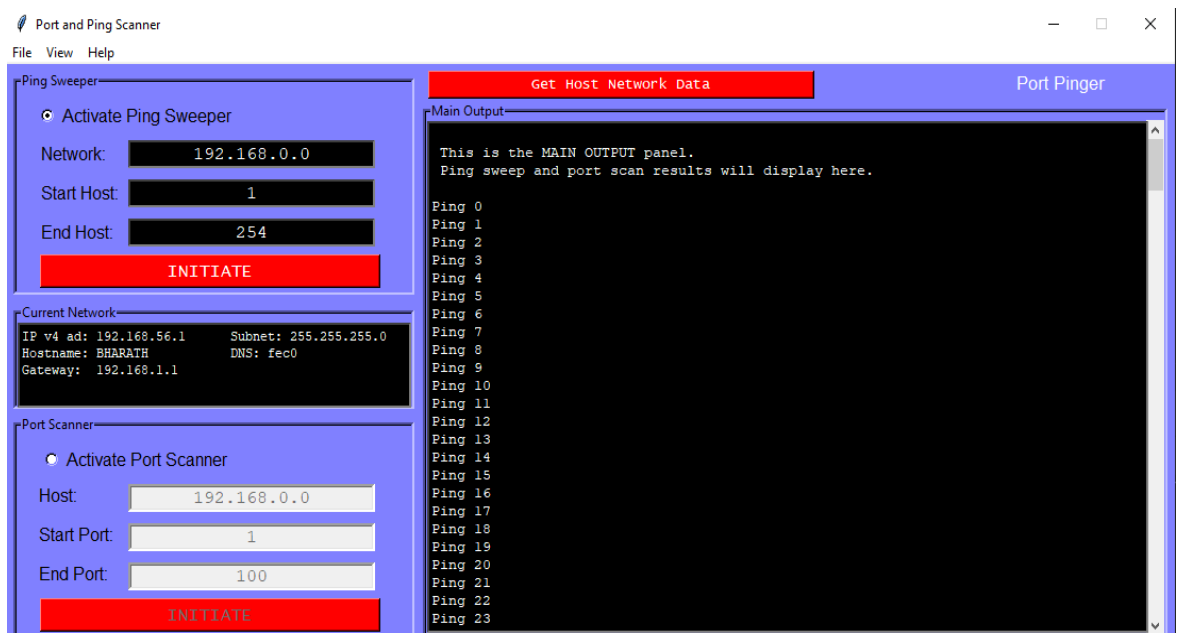 Port and Ping Scanner
File View Help
Ping Sweeper
Activate Ping Sweeper
Network: 192.168.0.0
Start Host: 1
End Host: 254
INITIATE
Current Network
IP v4 ad: 192.168.56.1 Subnet: 255.255.255.0
Hostname: BHARATH DNS: fec0
Gateway: 192.168.1.1
Port Scanner
Activate Port Scanner
Host: 192.168.0.0
Start Port: 1
End Port: 100
INITIATE
Get Host Network Data
Port Pinger
Main Output
This is the MAIN OUTPUT panel.
Ping sweep and port scan results will display here.
Ping 0
Ping 1
Ping 2
Ping 3
Ping 4
Ping 5
Ping 6
Ping 7
Ping 8
Ping 9
Ping 10
Ping 11
Ping 12
Ping 13
Ping 14
Ping 15
Ping 16
Ping 17
Ping 18
Ping 19
Ping 20
Ping 21
Ping 22
Ping 23